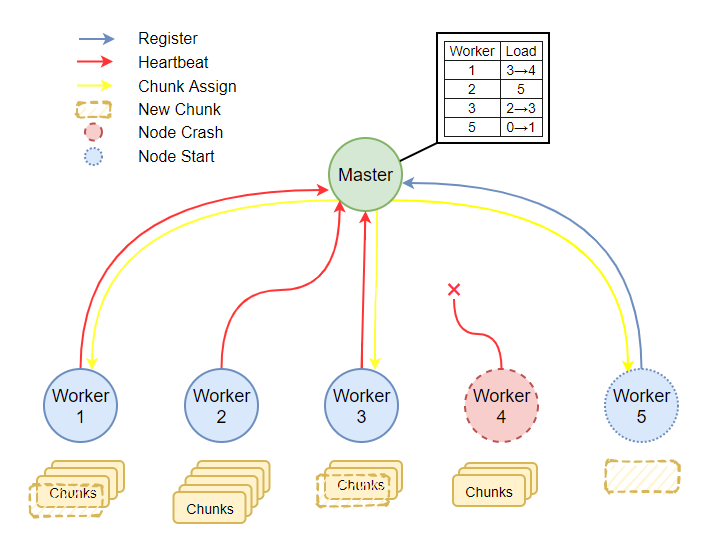 Register
Heartbeat
Chunk Assign
New Chunk
Node Crash
Node Start
Worker Load
1 3→4
2 5
3 2→3
5 0→1
Master
Worker 1
Worker 2
Worker 3
Worker 4
Worker 5
Chunks
Chunks
Chunks
Chunks